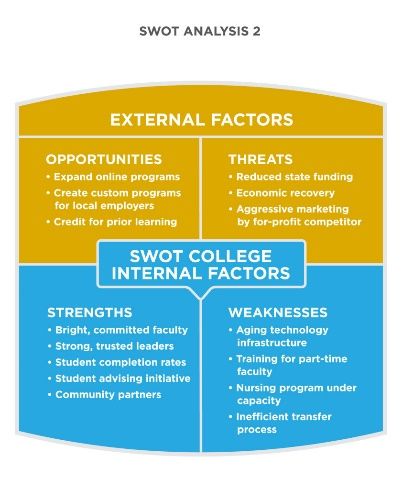 SWOT ANALYSIS 2
EXTERNAL FACTORS
OPPORTUNITIES
• Expand online programs
• Create custom programs
for local employers
• Credit for prior learning
THREATS
• Reduced state funding
• Economic recovery
• Aggressive marketing
by for-profit competitor
SWOT COLLEGE
INTERNAL FACTORS
STRENGTHS
• Bright, committed faculty
• Strong, trusted leaders
• Student completion rates
• Student advising initiative
• Community partners
WEAKNESSES
• Aging technology
infrastructure
• Training for part-time
faculty
• Nursing program under
capacity
• Inefficient transfer
process